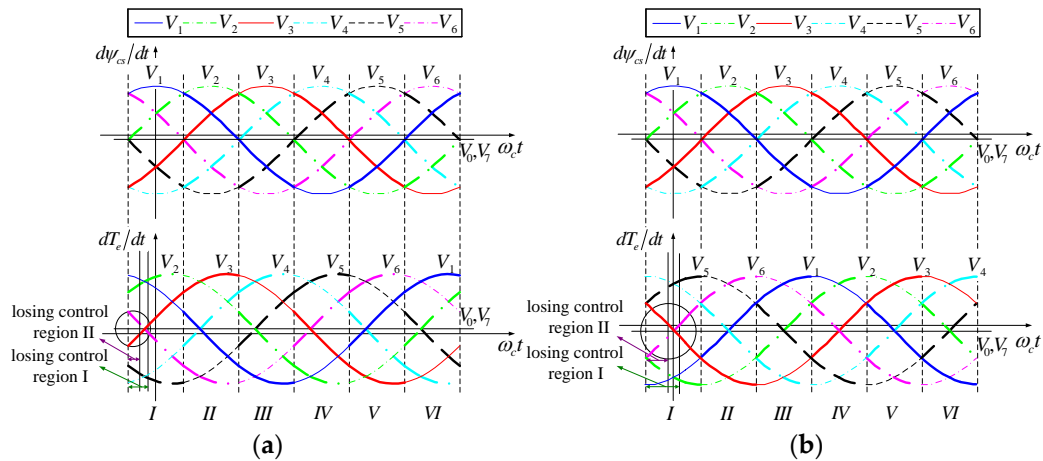 V1 V2 V3 V4 V5 V6
dψcs/dt
V1 V2 V3 V4 V5 V6
V0,V7 ωct
dTe/dt
V2 V3 V4 V5 V6 V1
losing control
region II
losing control
region I
V0,V7
ωct
I II III IV V VI
(a)
V1 V2 V3 V4 V5 V6
dψcs/dt
V1 V2 V3 V4 V5 V6
V0,V7 ωct
dTe/dt
V5 V6 V1 V2 V3 V4
losing control
region II
losing control
region I
ωct
V0,V7
I II III IV V VI
(b)